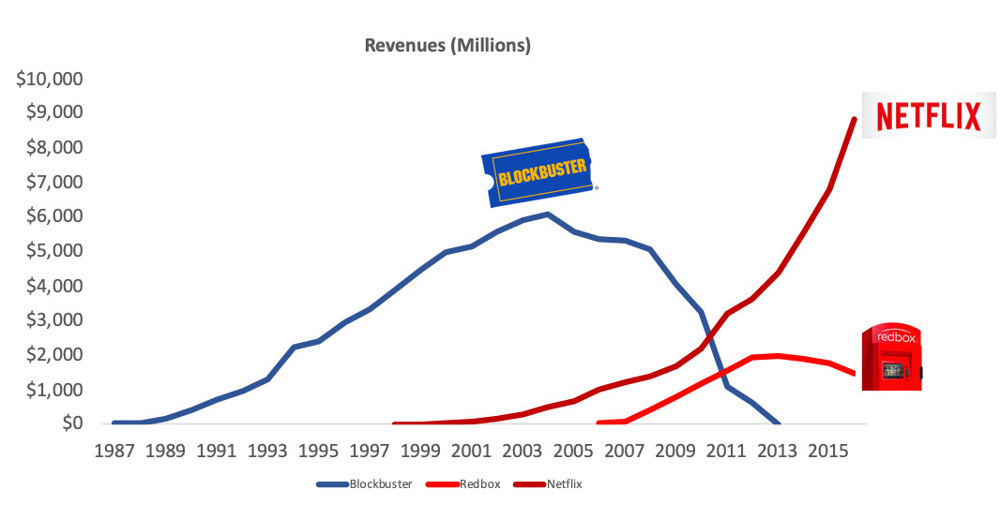 Revenues (Millions)
$10,000
$9,000
$8,000
$7,000
$6,000
$5,000
$4,000
$3,000
$2,000
$1,000
$0
NETFLIX
BLOCKBUSTER
®
redbox
1987 1989 1991 1993 1995 1997 1999 2001 2003 2005 2007 2009 2011 2013 2015
Blockbuster Redbox Netflix